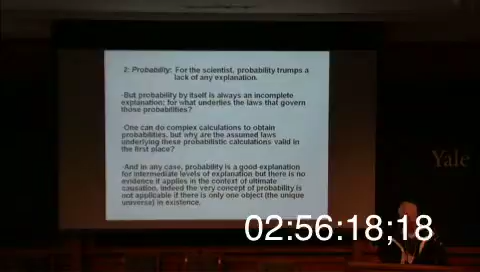 2: Probability: For the scientist, probability trumps a
lack of any explanation.
-But probability by itself is always an incomplete
explanation; for what underlies the laws that govern
those probabilities?
-One can do complex calculations to obtain
probabilities, but why are the assumed laws
underlying these probabilistic calculations valid in
the first place?
-And in any case, probability is a good explanation
for intermediate levels of explanation but there is no
evidence it applies in the context of ultimate
causation. Indeed the very concept of probability is
not applicable if there is only one object (the unique
universe) in existence.
Yale
02:56:18;18